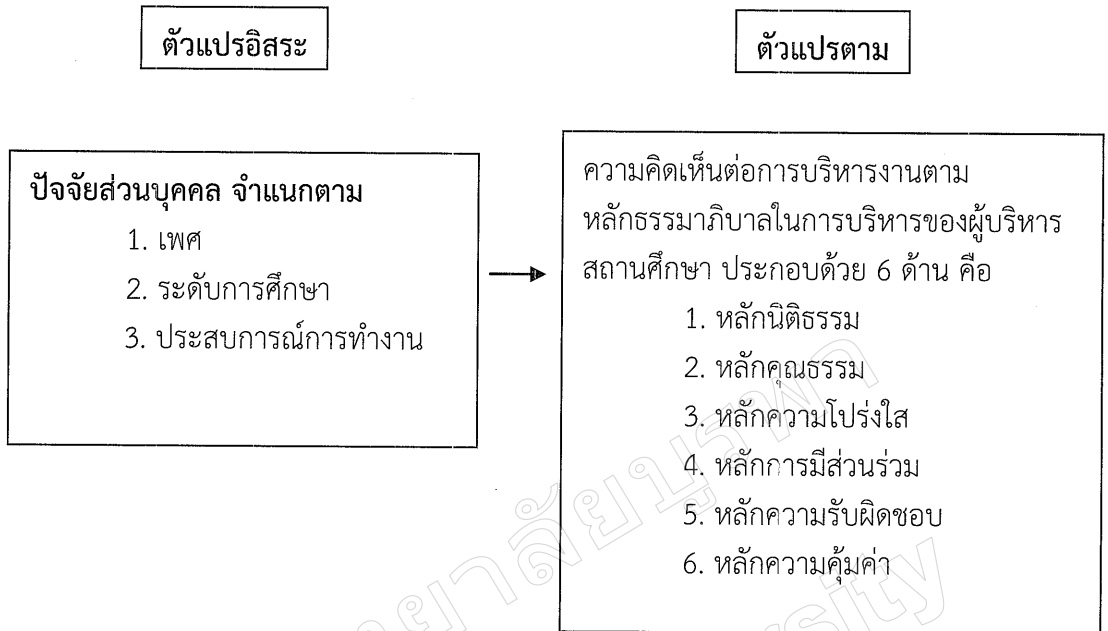 ตัวแปรอิสระ
ตัวแปรตาม
ปัจจัยส่วนบุคคล จำแนกตาม
1. เพศ
2. ระดับการศึกษา
3. ประสบการณ์การทำงาน
ความคิดเห็นต่อการบริหารงานตาม
หลักธรรมาภิบาลในการบริหารของผู้บริหาร
สถานศึกษา ประกอบด้วย 6 ด้าน คือ
1. หลักนิติธรรม
2. หลักคุณธรรม
3. หลักความโปร่งใส
4. หลักการมีส่วนร่วม
5. หลักความรับผิดชอบ
6. หลักความคุ้มค่า